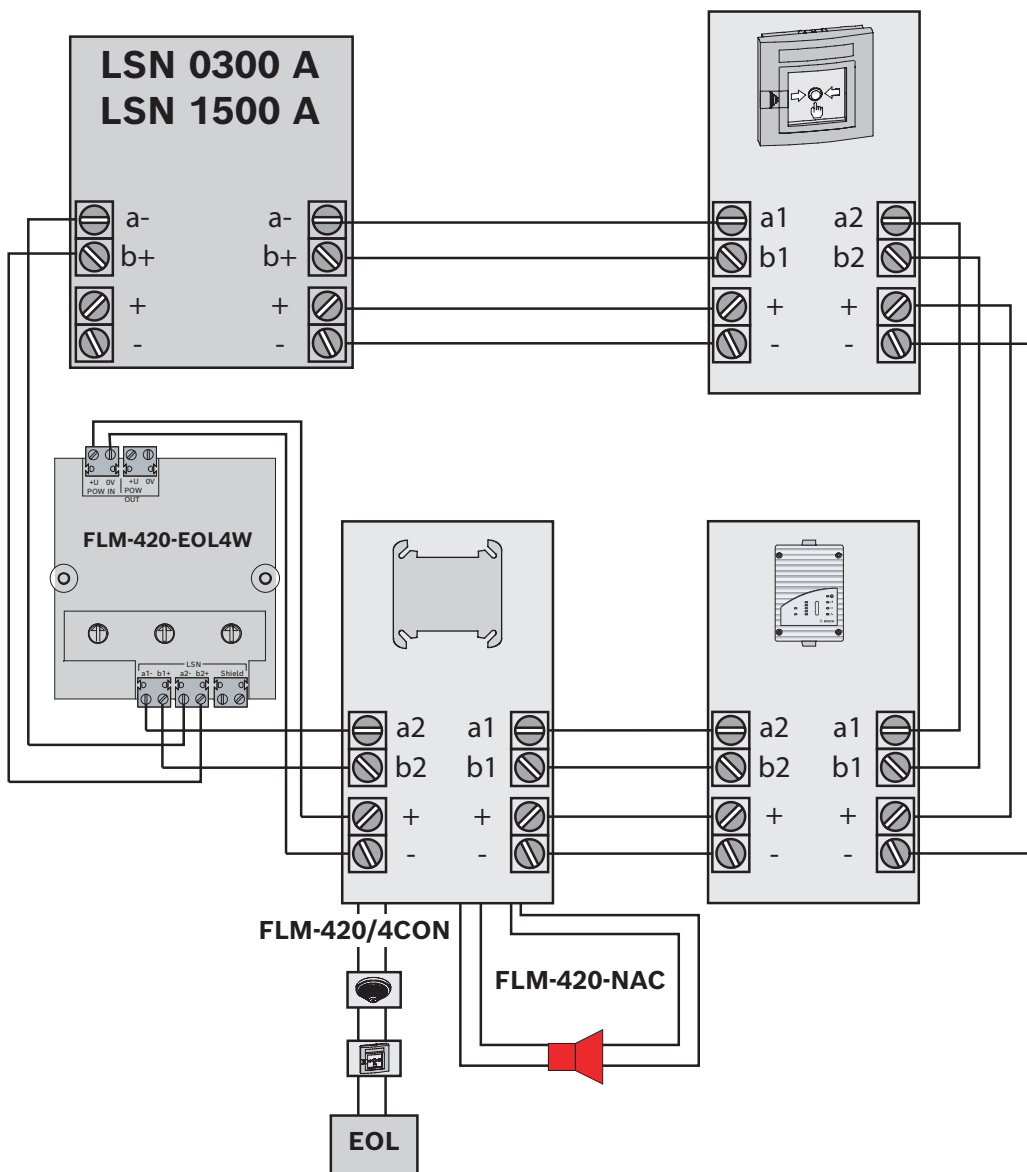 LSN 0300 A
LSN 1500 A
a- a-
b+ b+
+ +
- -
a1 a2
b1 b2
+ +
- -
+U 0V +U 0V
POW IN POW
OUT
FLM-420-EOL4W
LSN
a1- b1+ a2- b2+ Shield
a2 a1
b2 b1
+ +
- -
a2 a1
b2 b1
+ +
- -
FLM-420/4CON
FLM-420-NAC
EOL